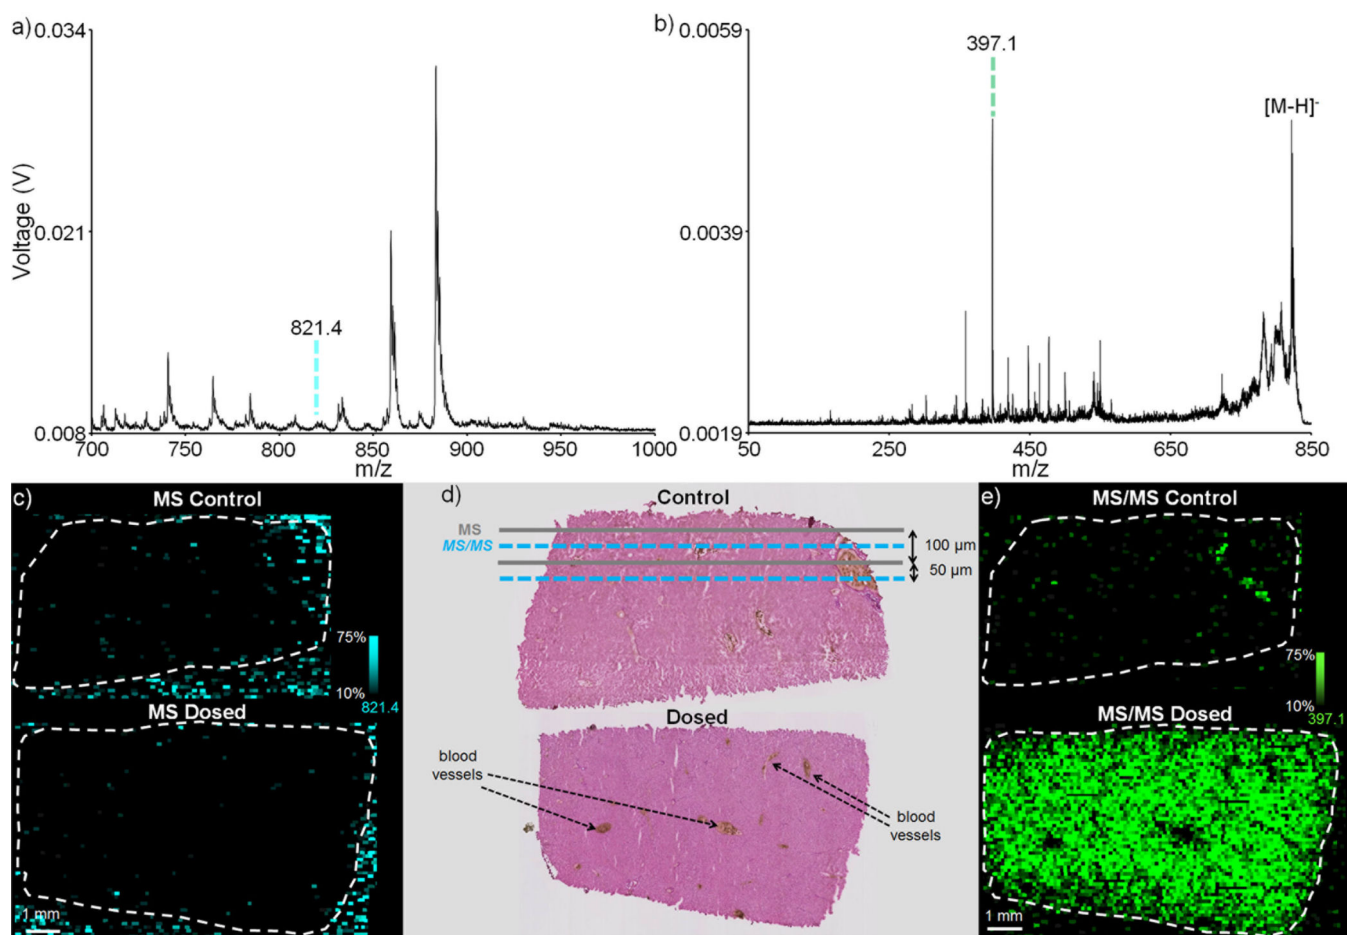 a)
0.034
0.021
0.008
Voltage (V)
821.4
700
750
800
850
900
950
1000
m/z
b)
0.0059
0.0039
0.0019
397.1
[M-H]-
50
250
450
650
850
m/z
c)
MS Control
75%
10%
821.4
MS Dosed
1 mm
d)
Control
MS
MS/MS
100 µm
50 µm
Dosed
blood
vessels
blood
vessels
e)
MS/MS Control
75%
10%
397.1
MS/MS Dosed
1 mm